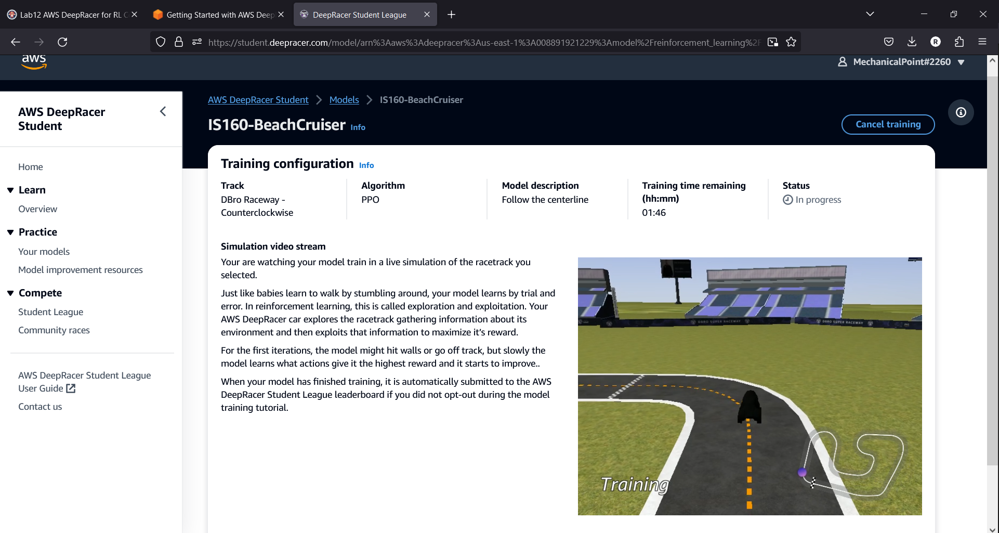 Lab12 AWS DeepRacer for RL C
Getting Started with AWS Deep
DeepRacer Student League
https://student.deepracer.com/model/arn%3Aaws%3Adeepracer%3Aus-east-1%3A008891921229%3Amodel%2Freinforcement_learning%2F
R
aws
MechanicalPoint#2260
AWS DeepRacer
Student
Home
Learn
Overview
Practice
Your models
Model improvement resources
Compete
Student League
Community races
AWS DeepRacer Student League
User Guide
Contact us
AWS DeepRacer Student
Models
IS160-BeachCruiser
IS160-BeachCruiser Info
Cancel training
Training configuration Info
Track
DBro Raceway -
Counterclockwise
Algorithm
PPO
Model description
Follow the centerline
Training time remaining
(hh:mm)
01:46
Status
In progress
Simulation video stream
Your are watching your model train in a live simulation of the racetrack you
selected.
Just like babies learn to walk by stumbling around, your model learns by trial and
error. In reinforcement learning, this is called exploration and exploitation. Your
AWS DeepRacer car explores the racetrack gathering information about its
environment and then exploits that information to maximize it's reward.
For the first iterations, the model might hit walls or go off track, but slowly the
model learns what actions give it the highest reward and it starts to improve..
When your model has finished training, it is automatically submitted to the AWS
DeepRacer Student League leaderboard if you did not opt-out during the model
training tutorial.
DBRO SUPER RACEWAY
DBRO SUPER RACEWAY
Training